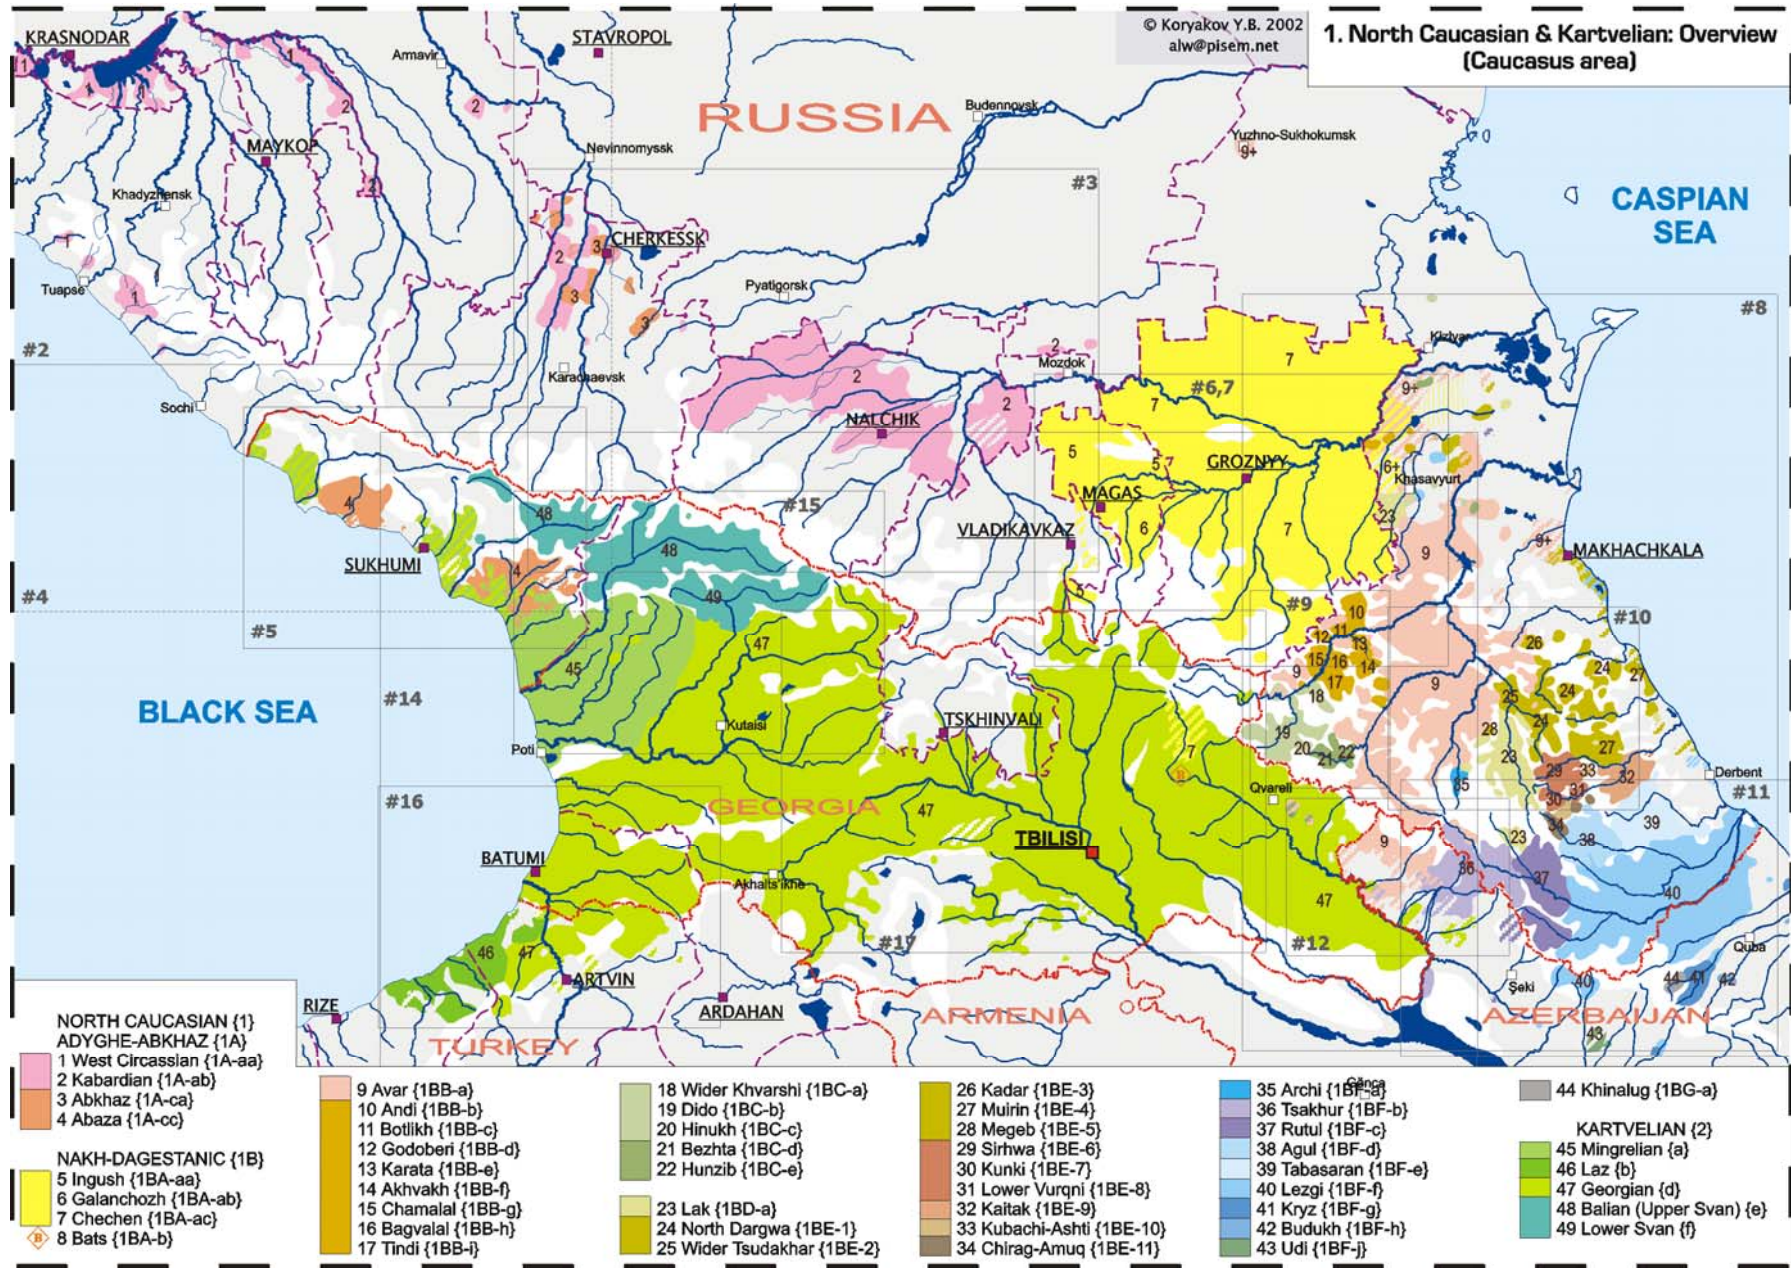 © Koryakov Y.B. 2002
alw@pisem.net
1. North Caucasian & Kartvelian: Overview
(Caucasus area)
KRASNODAR
STAVROPOL
Armavir
RUSSIA
Budennovsk
Yuzhno-Sukhokumsk
9+
MAYKOP
Nevinnomyssk
Khadyzhensk
#3
CASPIAN
SEA
CHERKESSK
Tuapse
Pyatigorsk
#8
#2
Kizlyar
Mozdok
Karachaevsk
#6,7
9+
Sochi
NALCHIK
GROZNYY
6+
Khasavyurt
MAGAS
#15
VLADIKAVKAZ
9+
MAKHACHKALA
SUKHUMI
#4
#5
#9
#10
#14
BLACK SEA
Kutaisi
TSKHINVALI
Poti
Derbent
#11
#16
GEORGIA
Qvareli
TBILISI
BATUMI
Akhalts'ikhe
#17
#12
Quba
ARTVIN
Şeki
RIZE
ARDAHAN
ARMENIA
AZERBAIJAN
TURKEY
Gǎnca
NORTH CAUCASIAN {1}
ADYGHE-ABKHAZ {1A}
1 West Circassian {1A-aa}
2 Kabardian {1A-ab}
3 Abkhaz {1A-ca}
4 Abaza {1A-cc}
NAKH-DAGESTANIC {1B}
5 Ingush {1BA-aa}
6 Galanchozh {1BA-ab}
7 Chechen {1BA-ac}
B 8 Bats {1BA-b}
9 Avar {1BB-a}
10 Andi {1BB-b}
11 Botlikh {1BB-c}
12 Godoberi {1BB-d}
13 Karata {1BB-e}
14 Akhvakh {1BB-f}
15 Chamalal {1BB-g}
16 Bagvalal {1BB-h}
17 Tindi {1BB-i}
18 Wider Khvarshi {1BC-a}
19 Dido {1BC-b}
20 Hinukh {1BC-c}
21 Bezhta {1BC-d}
22 Hunzib {1BC-e}
23 Lak {1BD-a}
24 North Dargwa {1BE-1}
25 Wider Tsudakhar {1BE-2}
26 Kadar {1BE-3}
27 Muirin {1BE-4}
28 Megeb {1BE-5}
29 Sirhwa {1BE-6}
30 Kunki {1BE-7}
31 Lower Vurqni {1BE-8}
32 Kaitak {1BE-9}
33 Kubachi-Ashti {1BE-10}
34 Chirag-Amuq {1BE-11}
35 Archi {1BF-a}
36 Tsakhur {1BF-b}
37 Rutul {1BF-c}
38 Agul {1BF-d}
39 Tabasaran {1BF-e}
40 Lezgi {1BF-f}
41 Kryz {1BF-g}
42 Budukh {1BF-h}
43 Udi {1BF-j}
44 Khinalug {1BG-a}
KARTVELIAN {2}
45 Mingrelian {a}
46 Laz {b}
47 Georgian {d}
48 Balian (Upper Svan) {e}
49 Lower Svan {f}